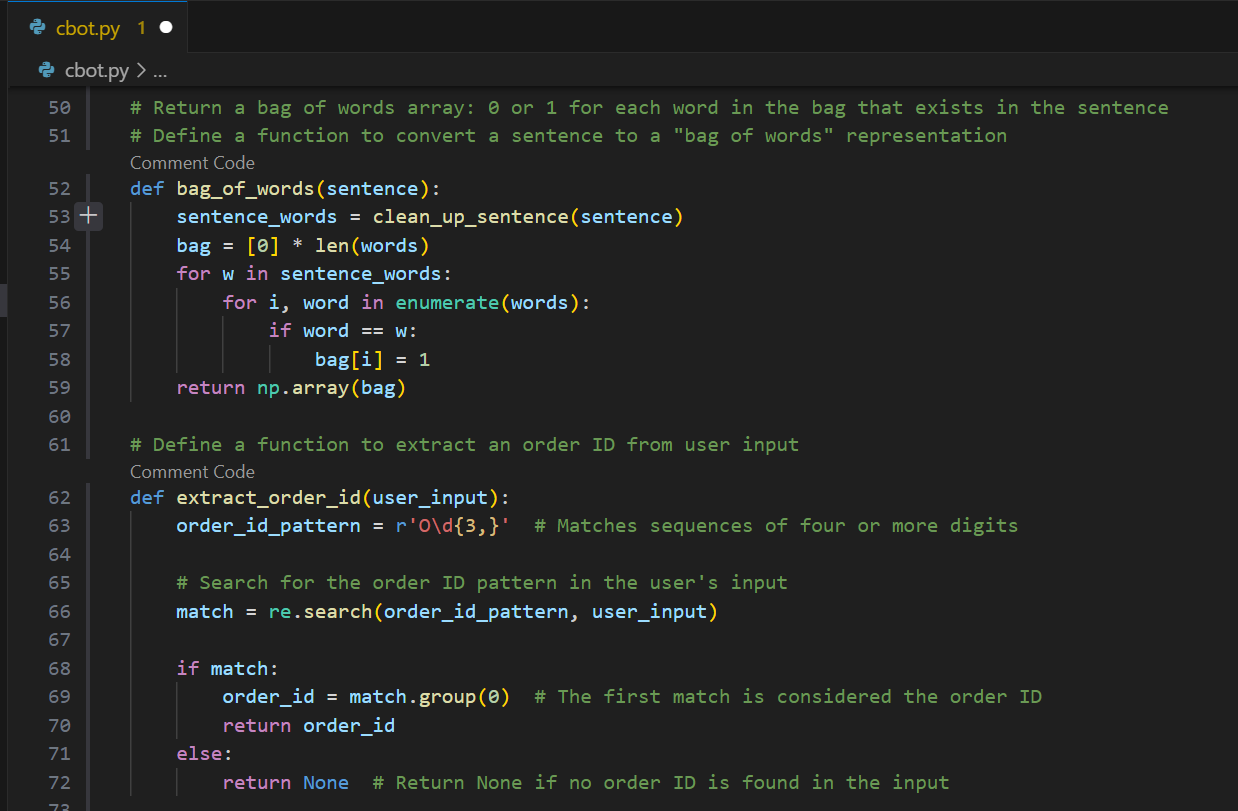 cbot.py 1
cbot.py > ...
50 # Return a bag of words array: 0 or 1 for each word in the bag that exists in the sentence
51 # Define a function to convert a sentence to a "bag of words" representation
Comment Code
52 def bag_of_words(sentence):
53 sentence_words = clean_up_sentence(sentence)
54 bag = [0] * len(words)
55 for w in sentence_words:
56 for i, word in enumerate(words):
57 if word == w:
58 bag[i] = 1
59 return np.array(bag)
60
61 # Define a function to extract an order ID from user input
Comment Code
62 def extract_order_id(user_input):
63 order_id_pattern = r'O\d{3,}' # Matches sequences of four or more digits
64
65 # Search for the order ID pattern in the user's input
66 match = re.search(order_id_pattern, user_input)
67
68 if match:
69 order_id = match.group(0) # The first match is considered the order ID
70 return order_id
71 else:
72 return None # Return None if no order ID is found in the input
73